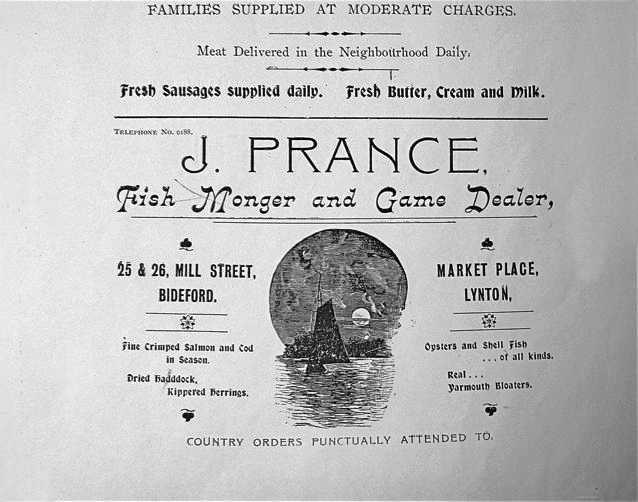 FAMILIES SUPPLIED AT MODERATE CHARGES.
Meat Delivered in the Neighbourhood Daily.
Fresh Sausages supplied daily. Fresh Butter, Cream and Milk.
TELEPHONE No. 0188.
J. PRANCE,
Fish Monger and Game Dealer,
25 & 26, MILL STREET,
BIDEFORD.
Fine Crimped Salmon and Cod
in Season.
Dried Haddock,
Kippered Herrings.
MARKET PLACE,
LYNTON,
Oysters and Shell Fish
... of all kinds.
Real ...
Yarmouth Bloaters.
COUNTRY ORDERS PUNCTUALLY ATTENDED TO.